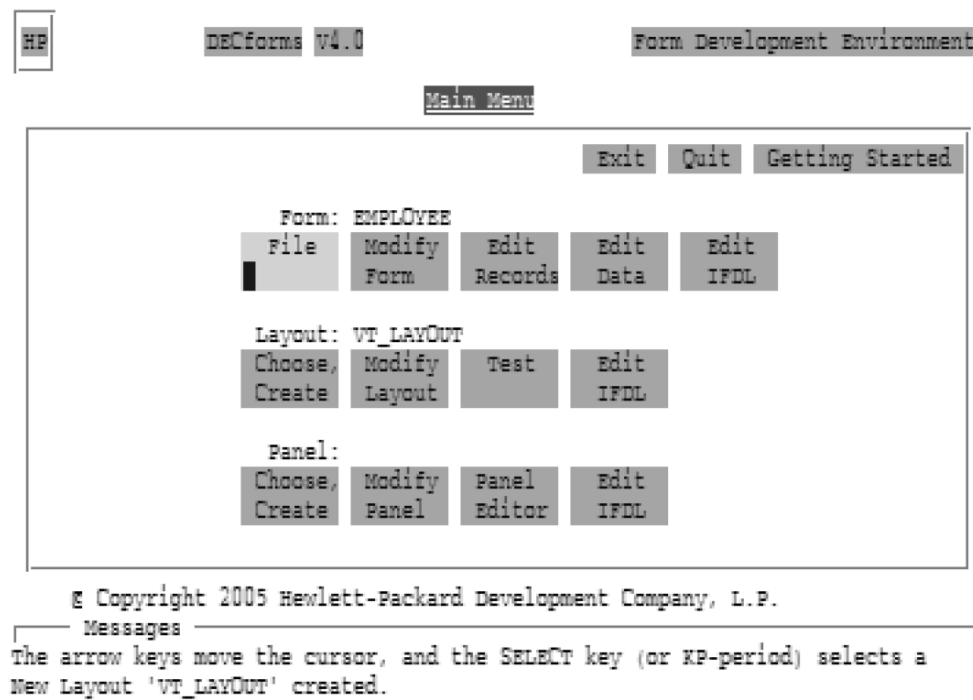 HP DECforms V4.0 Form Development Environment
Main Menu
Exit Quit Getting Started
Form: EMPLOYEE
File Modify Edit Edit Edit
Form Records Data IFDL
Layout: VT_LAYOUT
Choose, Modify Test Edit
Create Layout IFDL
Panel:
Choose, Modify Panel Edit
Create Panel Editor IFDL
Copyright 2005 Hewlett-Packard Development Company, L.P.
Messages
The arrow keys move the cursor, and the SELECT key (or KP-period) selects a
New Layout 'VT_LAYOUT' created.